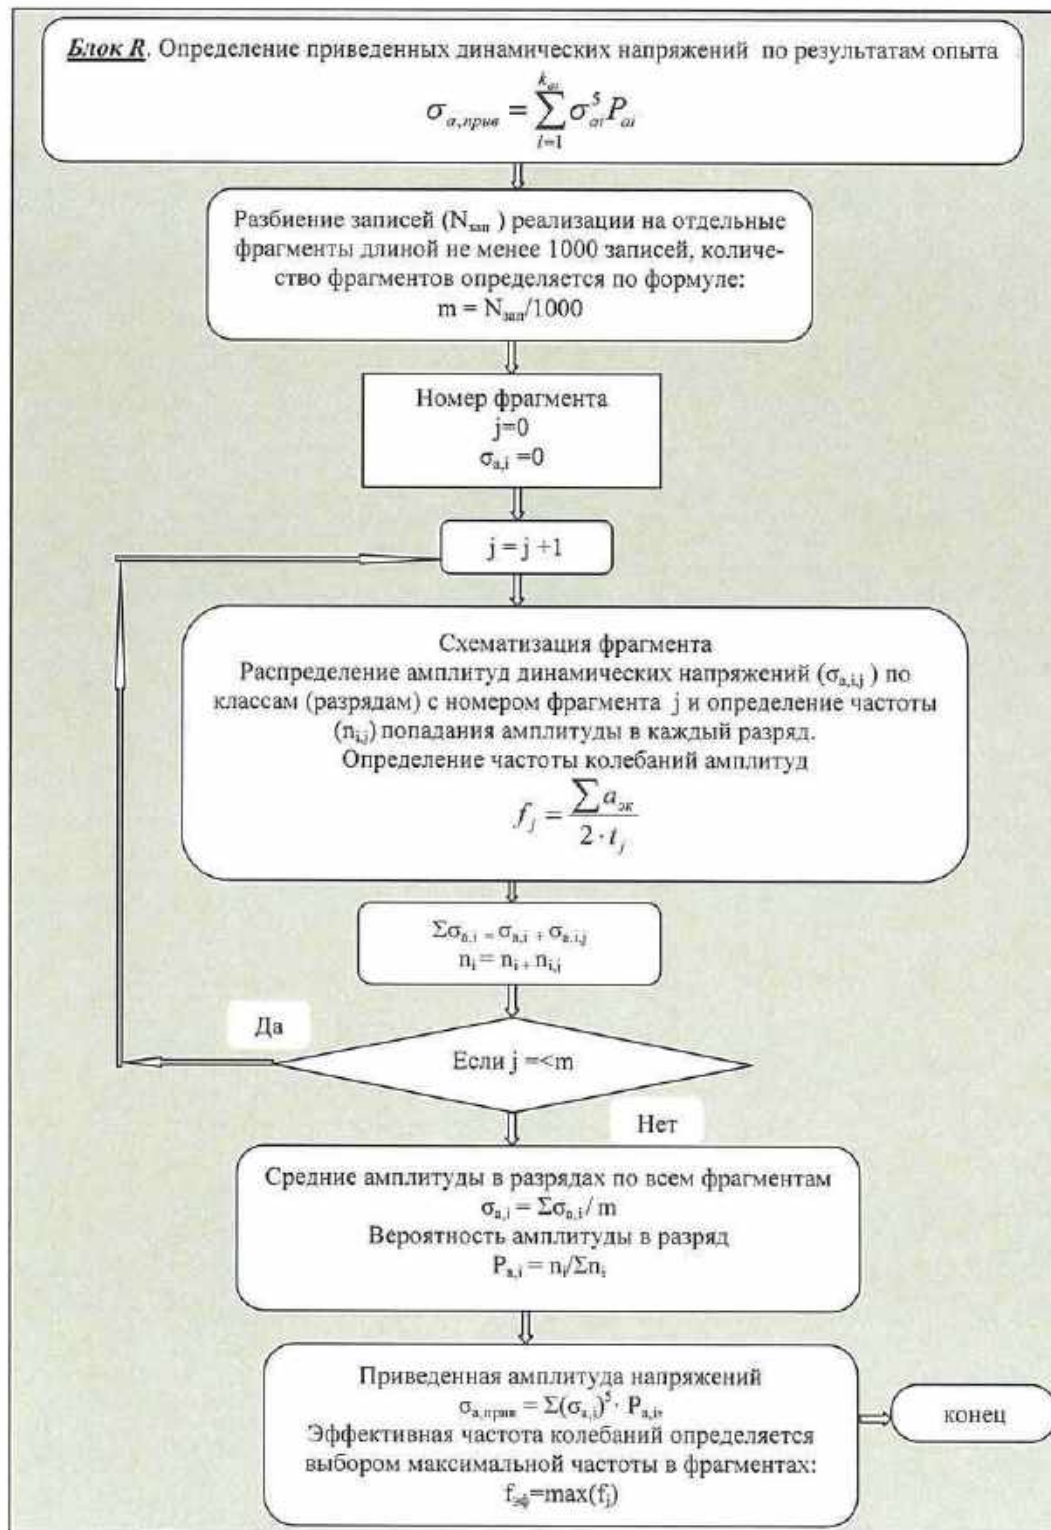 Блок R. Определение приведенных динамических напряжений по результатам опыта
σₐ,прив = ∑ᵢ₌₁ᵏᵃⁱ σₐᵢ⁵ Pₐᵢ
Разбиение записей (Nзап ) реализации на отдельные
фрагменты длиной не менее 1000 записей, количе-
ство фрагментов определяется по формуле:
m = Nзап/1000
Номер фрагмента
j=0
σa,i =0
j = j +1
Схематизация фрагмента
Распределение амплитуд динамических напряжений (σa,i,j ) по
классам (разрядам) с номером фрагмента j и определение частоты
(ni,j) попадания амплитуды в каждый разряд.
Определение частоты колебаний амплитуд
fj = ∑ aэк / 2 · tj
Σσa,i = σa,i + σa,i,j
ni = ni + ni,j
Да
Если j =<m
Нет
Средние амплитуды в разрядах по всем фрагментам
σa,i = Σσa,i / m
Вероятность амплитуды в разряд
Pa,i = ni/Σni
Приведенная амплитуда напряжений
σa,прив = Σ(σa,i)⁵ · Pa,i,
конец
Эффективная частота колебаний определяется
выбором максимальной частоты в фрагментах:
fэф=max(fj)